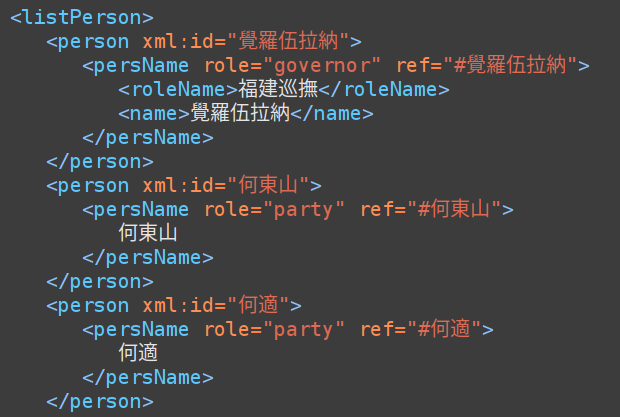 <listPerson>
<person xml:id="覺羅伍拉納">
<persName role="governor" ref="#覺羅伍拉納">
<roleName>福建巡撫</roleName>
<name>覺羅伍拉納</name>
</persName>
</person>
<person xml:id="何東山">
<persName role="party" ref="#何東山">
何東山
</persName>
</person>
<person xml:id="何適">
<persName role="party" ref="#何適">
何適
</persName>
</person>